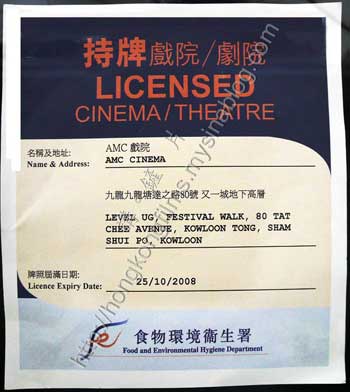 持牌戲院/劇院
LICENSED
CINEMA/THEATRE
名稱及地址: AMC 戲院
Name & Address: AMC CINEMA
九龍九龍塘達之路80號 又一城地下高層
LEVEL UG, FESTIVAL WALK, 80 TAT
CHEE AVENUE, KOWLOON TONG, SHAM
SHUI PO, KOWLOON
牌照屆滿日期:
Licence Expiry Date: 25/10/2008
食物環境衞生署
Food and Environmental Hygiene Department
http://hongkongfilms.mysinablog.com